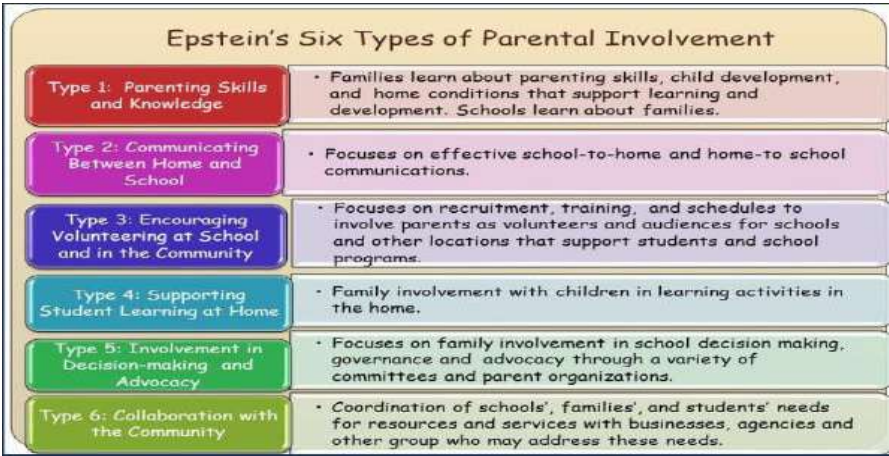 Epstein's Six Types of Parental Involvement
Type 1: Parenting Skills
and Knowledge
• Families learn about parenting skills, child development,
and home conditions that support learning and
development. Schools learn about families.
Type 2: Communicating
Between Home and
School
• Focuses on effective school-to-home and home-to school
communications.
Type 3: Encouraging
Volunteering at School
and in the Community
• Focuses on recruitment, training, and schedules to
involve parents as volunteers and audiences for schools
and other locations that support students and school
programs.
Type 4: Supporting
Student Learning at Home
• Family involvement with children in learning activities in
the home.
Type 5: Involvement in
Decision-making and
Advocacy
• Focuses on family involvement in school decision making,
governance and advocacy through a variety of
committees and parent organizations.
Type 6: Collaboration with
the Community
• Coordination of schools', families', and students' needs
for resources and services with businesses, agencies and
other group who may address these needs.